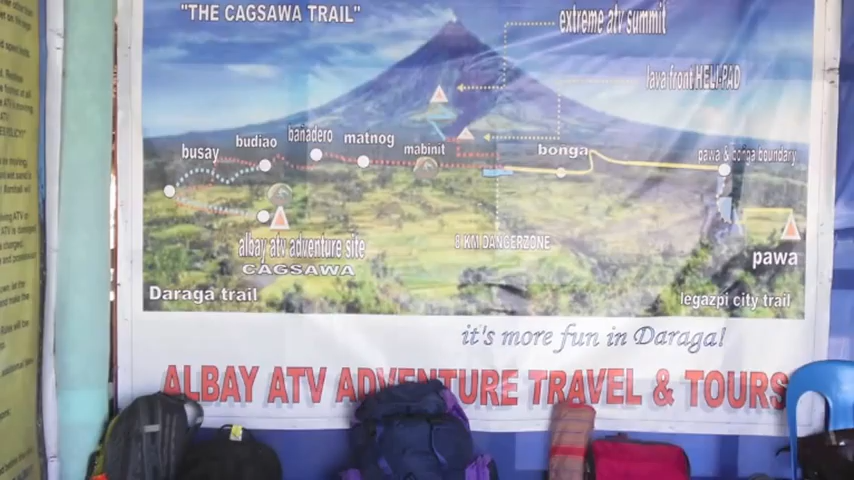 "THE CAGSAWA TRAIL"
extreme atv summit
lava front HELI-PAD
busay
budiao
bañadero
matnog
mabinit
bonga
pawa & bonga boundary
albay atv adventure site
CAGSAWA
8 KM DANGERZONE
pawa
Daraga trail
legazpi city trail
it's more fun in Daraga!
ALBAY ATV ADVENTURE TRAVEL & TOURS